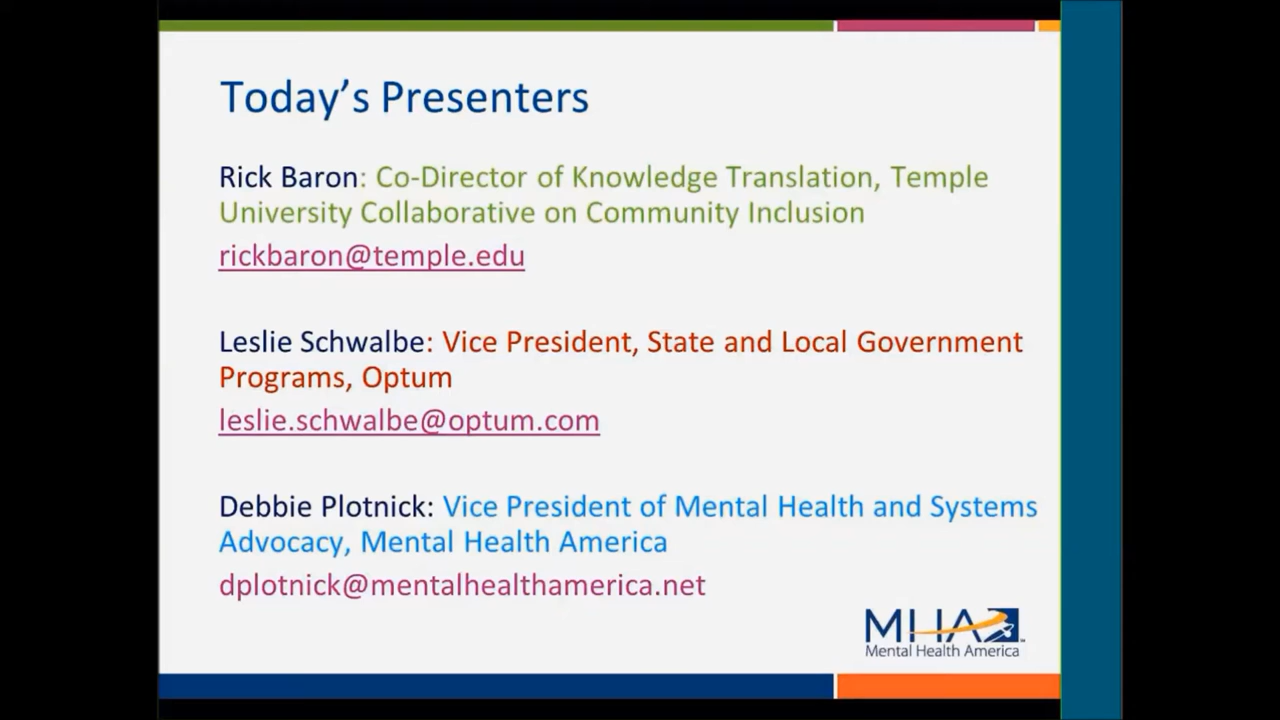 Today's Presenters
Rick Baron: Co-Director of Knowledge Translation, Temple
University Collaborative on Community Inclusion
rickbaron@temple.edu
Leslie Schwalbe: Vice President, State and Local Government
Programs, Optum
leslie.schwalbe@optum.com
Debbie Plotnick: Vice President of Mental Health and Systems
Advocacy, Mental Health America
dplotnick@mentalhealthamerica.net
MHA
Mental Health America